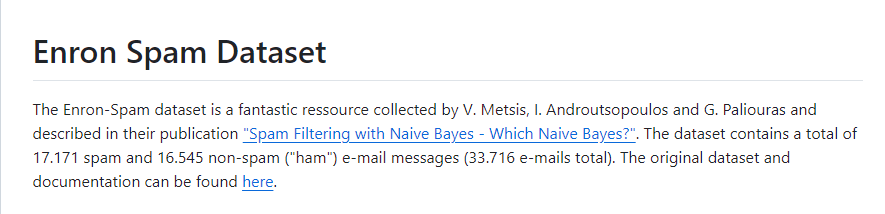 Enron Spam Dataset
The Enron-Spam dataset is a fantastic ressource collected by V. Metsis, I. Androutsopoulos and G. Paliouras and
described in their publication "Spam Filtering with Naive Bayes - Which Naive Bayes?". The dataset contains a total of
17.171 spam and 16.545 non-spam ("ham") e-mail messages (33.716 e-mails total). The original dataset and
documentation can be found here.